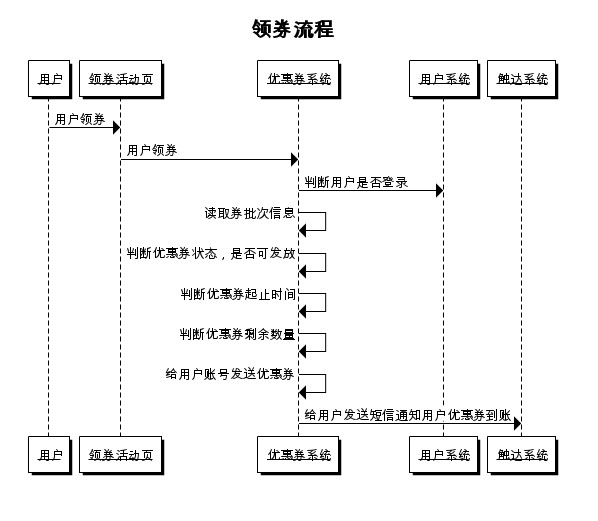 领券流程
用户 领券活动页 优惠券系统 用户系统 触达系统
用户领券
用户领券
判断用户是否登录
读取券批次信息
判断优惠券状态，是否可发放
判断优惠券起止时间
判断优惠券剩余数量
给用户账号发送优惠券
给用户发送短信通知用户优惠券到账
用户 领券活动页 优惠券系统 用户系统 触达系统